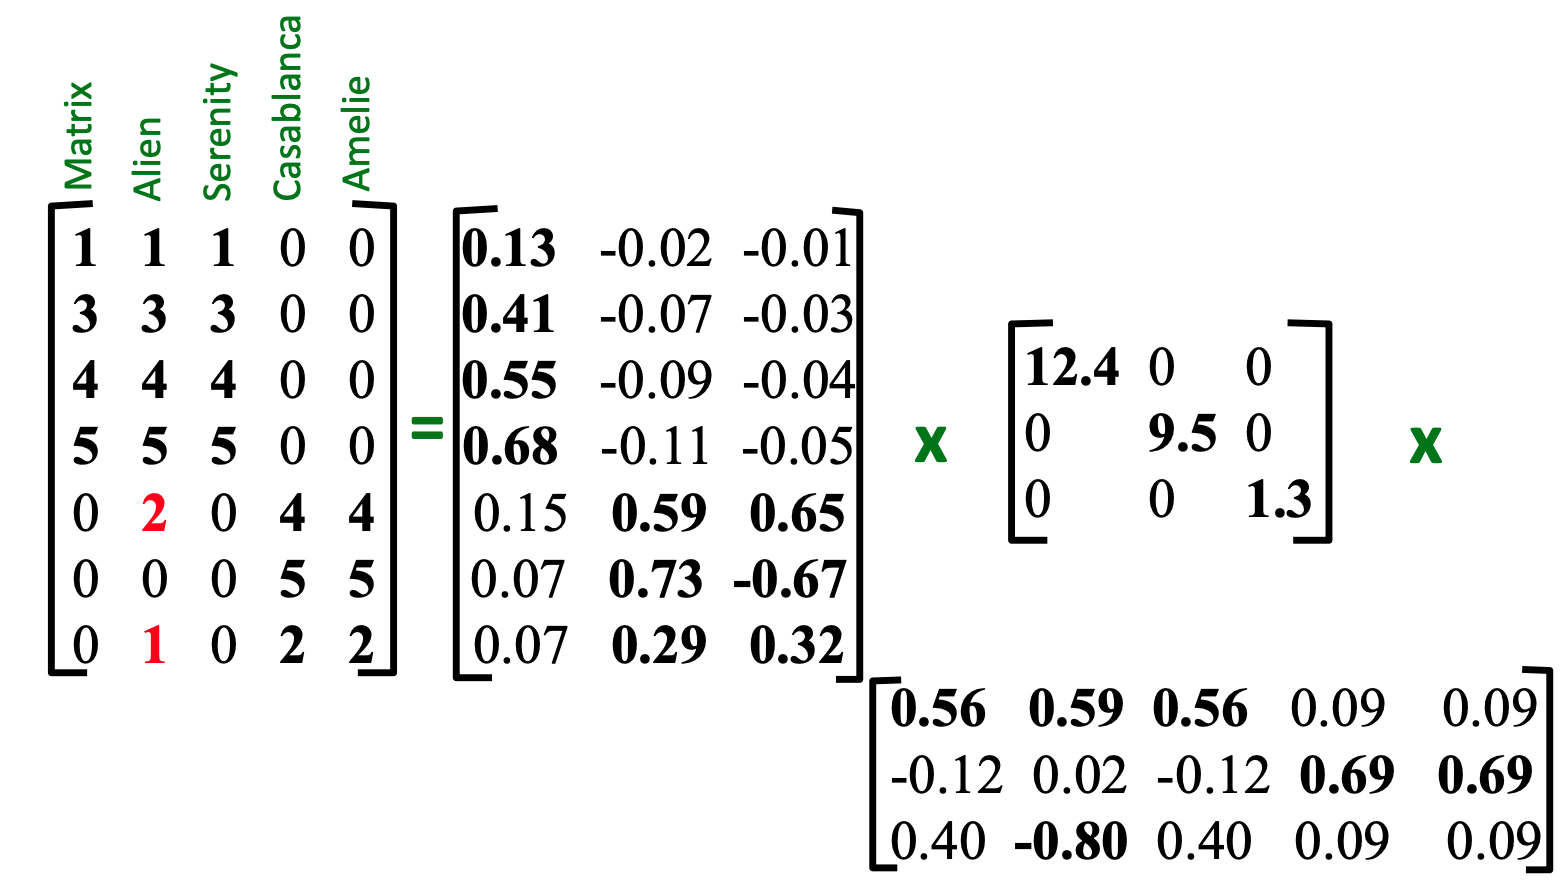 Matrix Alien Serenity Casablanca Amelie
1 1 1 0 0
3 3 3 0 0
4 4 4 0 0
5 5 5 0 0
0 2 0 4 4
0 0 0 5 5
0 1 0 2 2
=
0.13 -0.02 -0.01
0.41 -0.07 -0.03
0.55 -0.09 -0.04
0.68 -0.11 -0.05
0.15 0.59 0.65
0.07 0.73 -0.67
0.07 0.29 0.32
x
12.4 0 0
0 9.5 0
0 0 1.3
x
0.56 0.59 0.56 0.09 0.09
-0.12 0.02 -0.12 0.69 0.69
0.40 -0.80 0.40 0.09 0.09